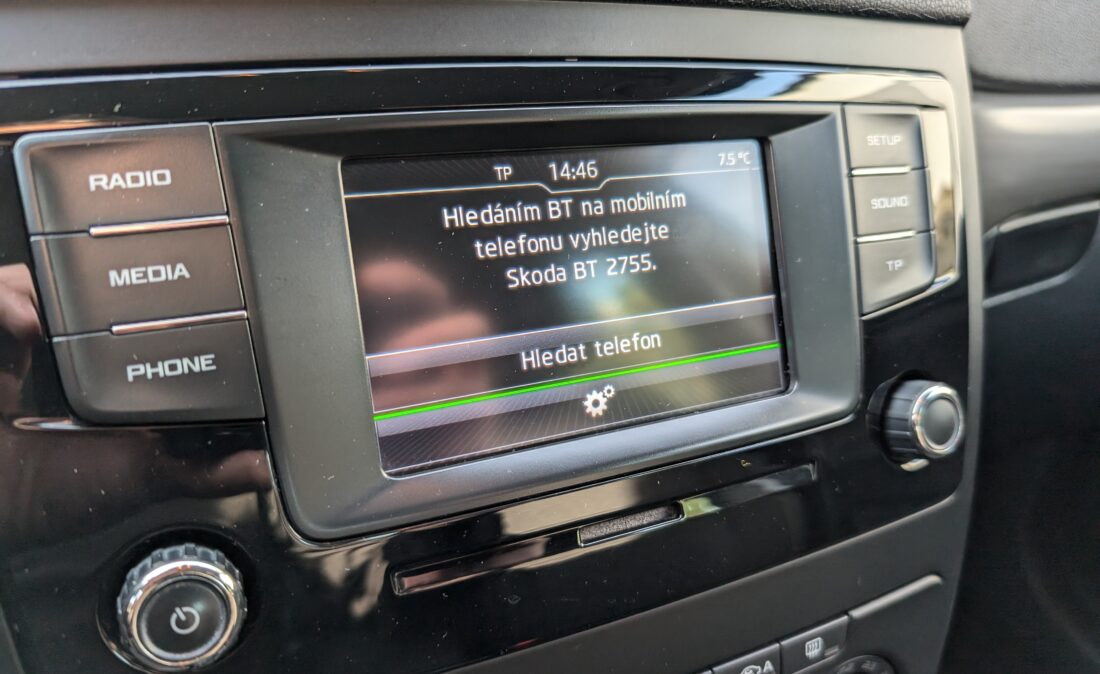 TP 14:46 7.5 °C
RADIO
MEDIA
PHONE
Hledáním BT na mobilním
telefonu vyhledejte
Skoda BT 2755.
Hledat telefon
SETUP
SOUND
TP
A